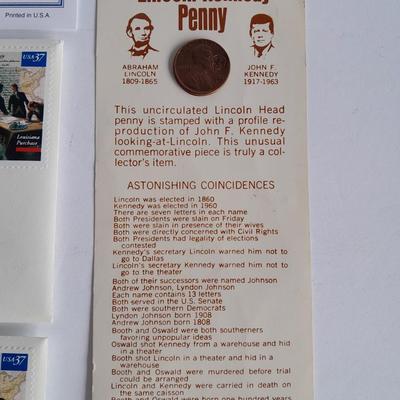 Printed in U.S.A.
USA 37
Louisiana
Purchase
USA 37
Lincoln-Kennedy
Penny
ABRAHAM
LINCOLN
1809-1865
JOHN F.
KENNEDY
1917-1963
This uncirculated Lincoln Head
penny is stamped with a profile re-
production of John F. Kennedy
looking-at-Lincoln. This unusual
commemorative piece is truly a col-
lector's item.
ASTONISHING COINCIDENCES
Lincoln was elected in 1860
Kennedy was elected in 1960
There are seven letters in each name
Both Presidents were slain on Friday
Both were slain in presence of their wives
Both were directly concerned with Civil Rights
Both Presidents had legality of elections
contested
Kennedy's secretary Lincoln warned him not to
go to Dallas
Lincoln's secretary Kennedy warned him not to
go to the theater
Both of their successors were named Johnson
Andrew Johnson, Lyndon Johnson
Each name contains 13 letters
Both served in the U.S. Senate
Both were southern Democrats
Lyndon Johnson born 1908
Andrew Johnson born 1808
Booth and Oswald were both southerners
favoring unpopular ideas
Oswald shot Kennedy from a warehouse and hid
in a theater
Booth shot Lincoln in a theater and hid in a
warehouse
Booth and Oswald were murdered before trial
could be arranged
Lincoln and Kennedy were carried in death on
the same caisson
Booth and Oswald were born one hundred years